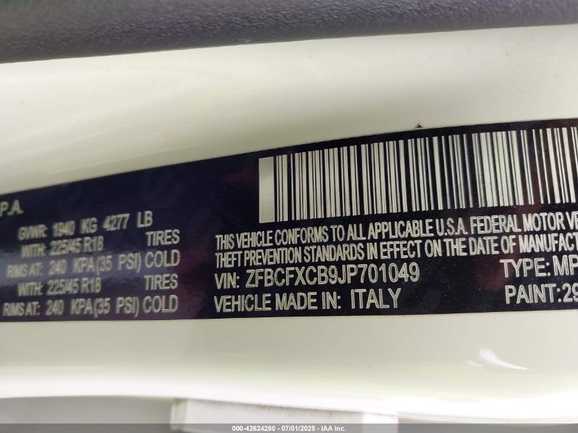 P.A.
GVWR: 1940 KG 4277 LB
WITH: 225/45 R18 TIRES
RIMS AT: 240 KPA (35 PSI) COLD
WITH: 225/45 R18 TIRES
RIMS AT: 240 KPA (35 PSI) COLD
THIS VEHICLE CONFORMS TO ALL APPLICABLE U.S.A. FEDERAL MOTOR VE
THEFT PREVENTION STANDARDS IN EFFECT ON THE DATE OF MANUFACT
VIN: ZFBCFXCB9JP701049 TYPE: MP
VEHICLE MADE IN: ITALY PAINT: 29
000-42624260 - 07/01/2025 - IAA Inc.